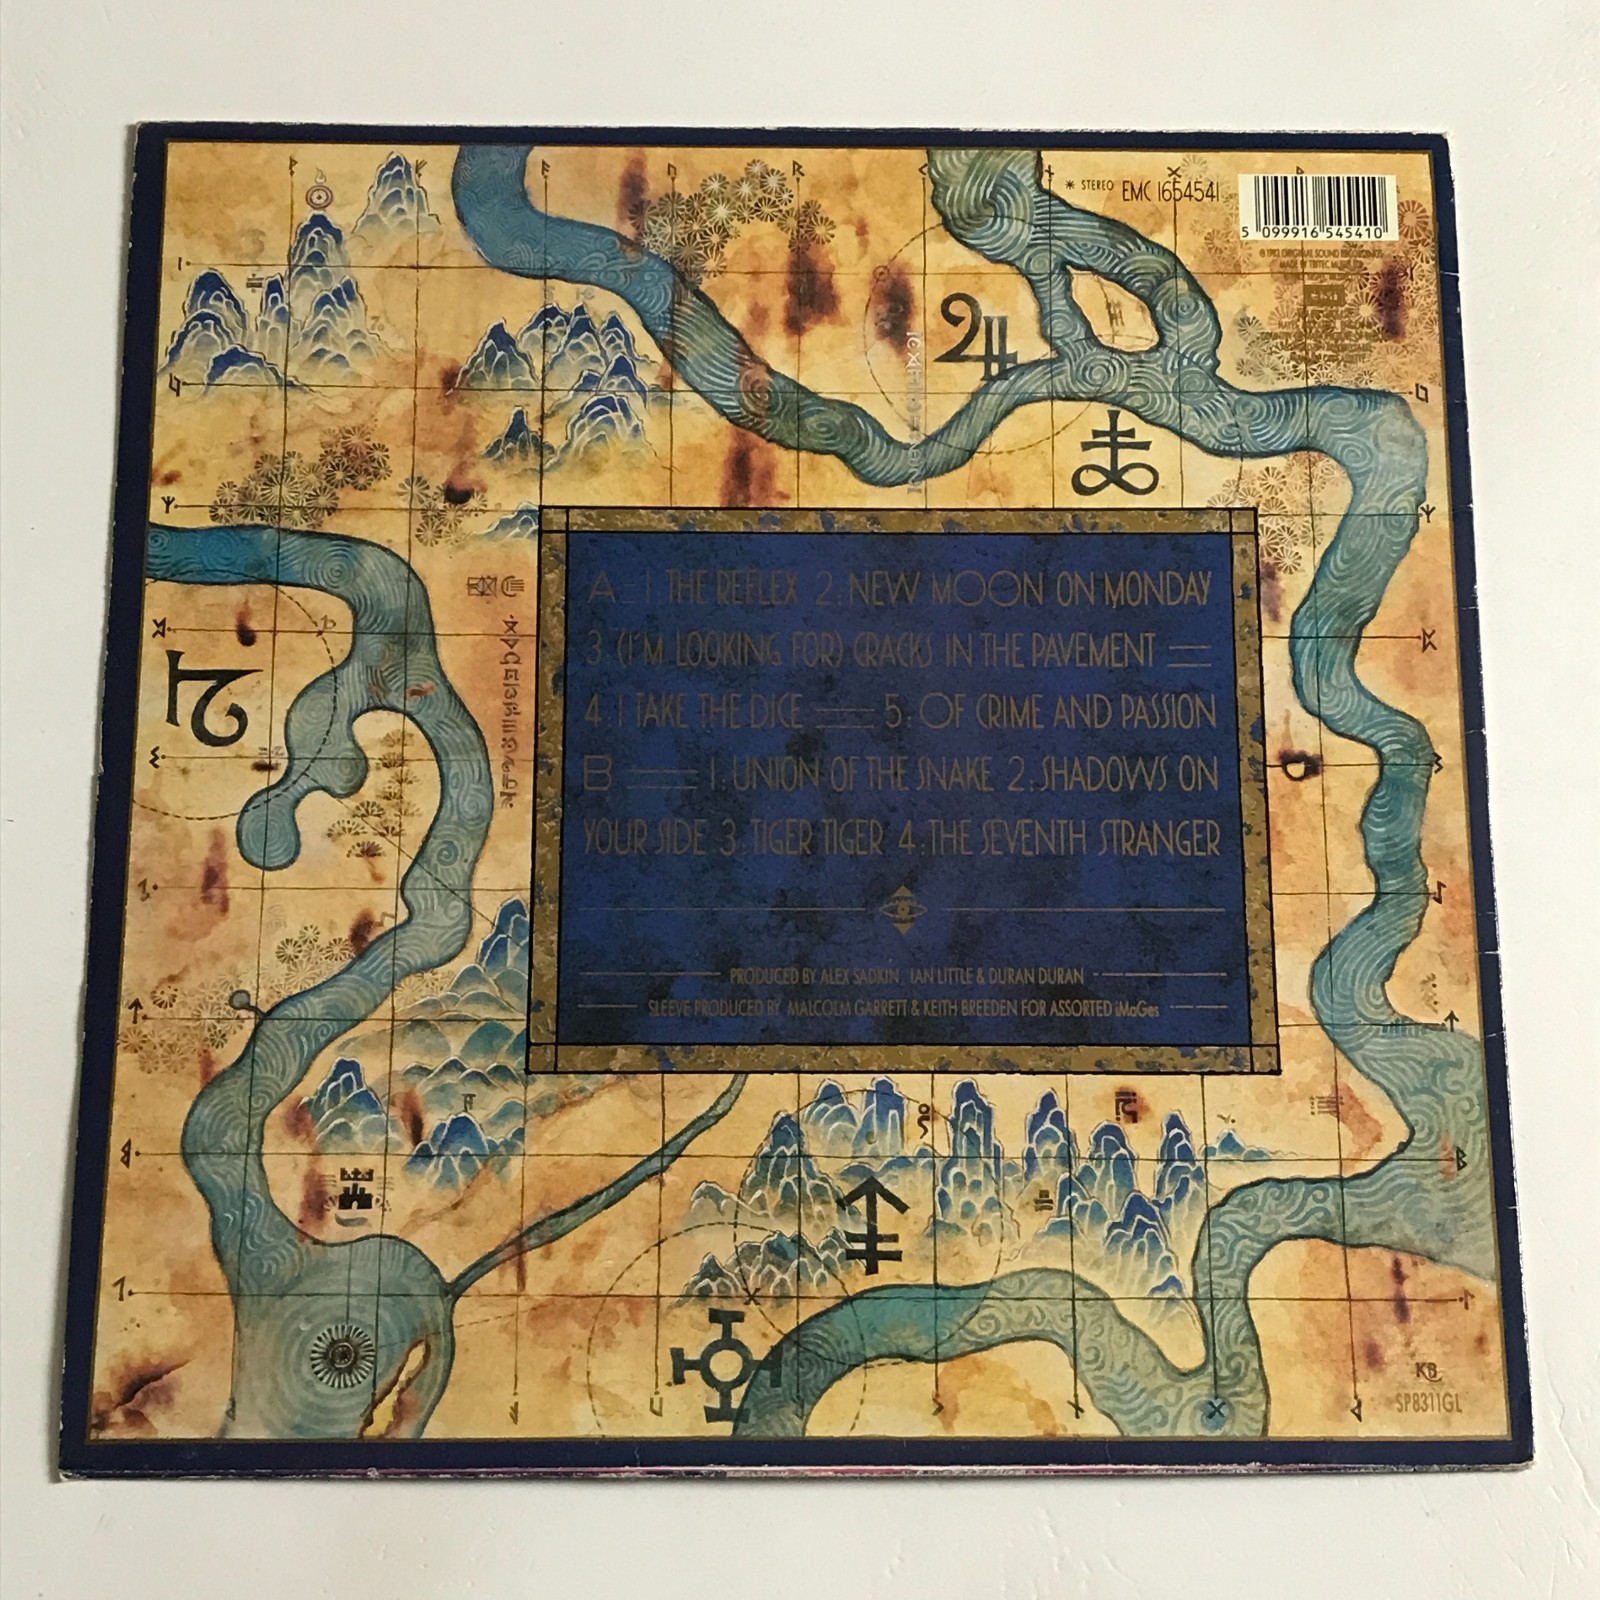 * STEREO EMC 1654541
5 099916 545410
EMI
EMC
A 1: THE REFLEX 2: NEW MOON ON MONDAY
3: (I'M LOOKING FOR) CRACKS IN THE PAVEMENT
4: I TAKE THE DICE 5: OF CRIME AND PASSION
B 1: UNION OF THE SNAKE 2: SHADOWS ON
YOUR SIDE 3: TIGER TIGER 4: THE SEVENTH STRANGER
PRODUCED BY ALEX SADKIN, IAN LITTLE & DURAN DURAN
SLEEVE PRODUCED BY MALCOLM GARRETT & KEITH BREEDEN FOR ASSORTED iMaGes
KB
SP8311GL